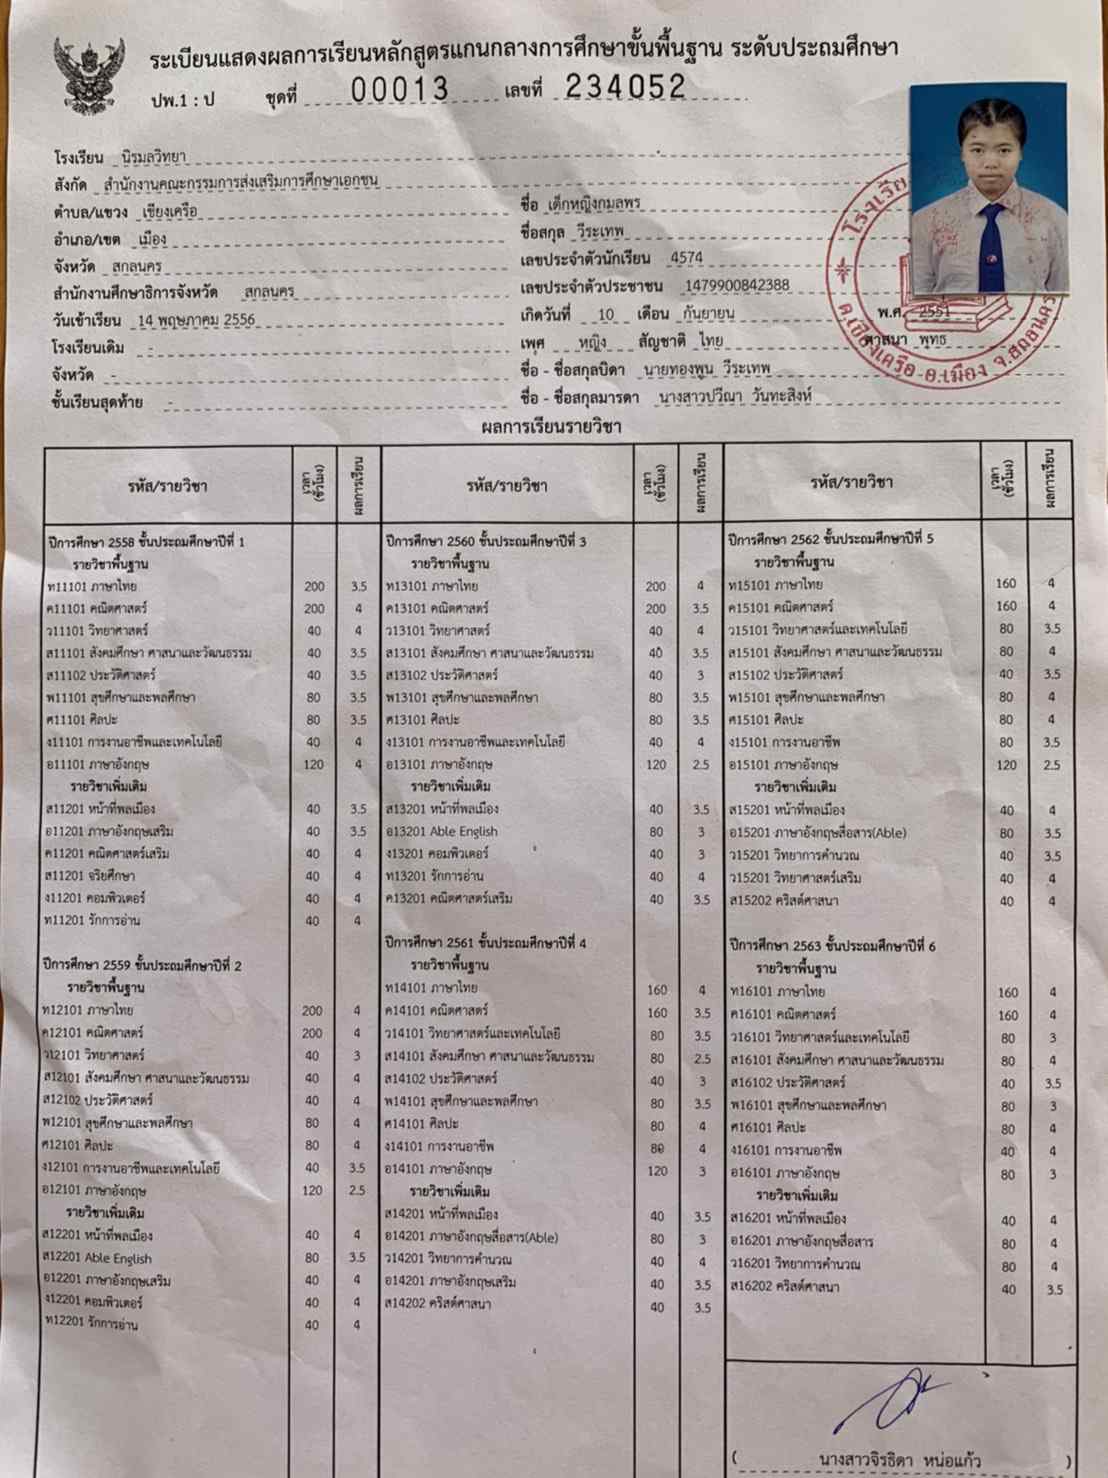 ระเบียนแสดงผลการเรียนหลักสูตรแกนกลางการศึกษาขั้นพื้นฐาน ระดับประถมศึกษา
ปพ.1 : ป ชุดที่ 00013 เลขที่ 234052
โรงเรียน นิรมลวิทยา
สังกัด สำนักงานคณะกรรมการส่งเสริมการศึกษาเอกชน
ตำบล/แขวง เชียงเครือ
อำเภอ/เขต เมือง
จังหวัด สกลนคร
สำนักงานศึกษาธิการจังหวัด สกลนคร
วันเข้าเรียน 14 พฤษภาคม 2556
โรงเรียนเดิม -
จังหวัด -
ชั้นเรียนสุดท้าย -
ชื่อ เด็กหญิงกมลพร
ชื่อสกุล วีระเทพ
เลขประจำตัวนักเรียน 4574
เลขประจำตัวประชาชน 1479900842388
เกิดวันที่ 10 เดือน กันยายน พ.ศ. 2551
เพศ หญิง สัญชาติ ไทย ศาสนา พุทธ
ชื่อ - ชื่อสกุลบิดา นายทองพูน วีระเทพ
ชื่อ - ชื่อสกุลมารดา นางสาวปวีณา วันทะสิงห์
ต.เชียงเครือ อ.เมือง จ.สกลนคร
ผลการเรียนรายวิชา
รหัส/รายวิชา เวลา (ชั่วโมง) ผลการเรียน
ปีการศึกษา 2558 ชั้นประถมศึกษาปีที่ 1
รายวิชาพื้นฐาน
ท11101 ภาษาไทย 200 3.5
ค11101 คณิตศาสตร์ 200 4
ว11101 วิทยาศาสตร์ 40 4
ส11101 สังคมศึกษา ศาสนาและวัฒนธรรม 40 3.5
ส11102 ประวัติศาสตร์ 40 3.5
พ11101 สุขศึกษาและพลศึกษา 80 3.5
ศ11101 ศิลปะ 80 3.5
ง11101 การงานอาชีพและเทคโนโลยี 40 4
อ11101 ภาษาอังกฤษ 120 4
รายวิชาเพิ่มเติม
ส11201 หน้าที่พลเมือง 40 3.5
อ11201 ภาษาอังกฤษเสริม 40 3.5
ค11201 คณิตศาสตร์เสริม 40 4
ส11201 จริยศึกษา 40 4
ง11201 คอมพิวเตอร์ 40 4
ท11201 รักการอ่าน 40 4
ปีการศึกษา 2559 ชั้นประถมศึกษาปีที่ 2
รายวิชาพื้นฐาน
ท12101 ภาษาไทย 200 4
ค12101 คณิตศาสตร์ 200 4
ว12101 วิทยาศาสตร์ 40 3
ส12101 สังคมศึกษา ศาสนาและวัฒนธรรม 40 4
ส12102 ประวัติศาสตร์ 40 4
พ12101 สุขศึกษาและพลศึกษา 80 4
ศ12101 ศิลปะ 80 4
ง12101 การงานอาชีพและเทคโนโลยี 40 3.5
อ12101 ภาษาอังกฤษ 120 2.5
รายวิชาเพิ่มเติม
ส12201 หน้าที่พลเมือง 40 4
ส12201 Able English 80 3.5
อ12201 ภาษาอังกฤษเสริม 40 4
ง12201 คอมพิวเตอร์ 40 4
ท12201 รักการอ่าน 40 4
รหัส/รายวิชา เวลา (ชั่วโมง) ผลการเรียน
ปีการศึกษา 2560 ชั้นประถมศึกษาปีที่ 3
รายวิชาพื้นฐาน
ท13101 ภาษาไทย 200 4
ค13101 คณิตศาสตร์ 200 3.5
ว13101 วิทยาศาสตร์ 40 4
ส13101 สังคมศึกษา ศาสนาและวัฒนธรรม 40 3.5
ส13102 ประวัติศาสตร์ 40 3
พ13101 สุขศึกษาและพลศึกษา 80 3.5
ศ13101 ศิลปะ 80 3.5
ง13101 การงานอาชีพและเทคโนโลยี 40 4
อ13101 ภาษาอังกฤษ 120 2.5
รายวิชาเพิ่มเติม
ส13201 หน้าที่พลเมือง 40 3.5
อ13201 Able English 80 3
ง13201 คอมพิวเตอร์ 40 3
ท13201 รักการอ่าน 40 4
ค13201 คณิตศาสตร์เสริม 40 3.5
ปีการศึกษา 2561 ชั้นประถมศึกษาปีที่ 4
รายวิชาพื้นฐาน
ท14101 ภาษาไทย 160 4
ค14101 คณิตศาสตร์ 160 3.5
ว14101 วิทยาศาสตร์และเทคโนโลยี 80 3.5
ส14101 สังคมศึกษา ศาสนาและวัฒนธรรม 80 2.5
ส14102 ประวัติศาสตร์ 40 3
พ14101 สุขศึกษาและพลศึกษา 80 3.5
ศ14101 ศิลปะ 80 4
ง14101 การงานอาชีพ 80 4
อ14101 ภาษาอังกฤษ 120 3
รายวิชาเพิ่มเติม
ส14201 หน้าที่พลเมือง 40 3.5
อ14201 ภาษาอังกฤษสื่อสาร(Able) 80 3
ว14201 วิทยาการคำนวณ 40 4
อ14201 ภาษาอังกฤษเสริม 40 3.5
ส14202 คริสต์ศาสนา 40 3.5
รหัส/รายวิชา เวลา (ชั่วโมง) ผลการเรียน
ปีการศึกษา 2562 ชั้นประถมศึกษาปีที่ 5
รายวิชาพื้นฐาน
ท15101 ภาษาไทย 160 4
ค15101 คณิตศาสตร์ 160 4
ว15101 วิทยาศาสตร์และเทคโนโลยี 80 3.5
ส15101 สังคมศึกษา ศาสนาและวัฒนธรรม 80 4
ส15102 ประวัติศาสตร์ 40 3.5
พ15101 สุขศึกษาและพลศึกษา 80 4
ศ15101 ศิลปะ 80 4
ง15101 การงานอาชีพ 80 3.5
อ15101 ภาษาอังกฤษ 120 2.5
รายวิชาเพิ่มเติม
ส15201 หน้าที่พลเมือง 40 4
อ15201 ภาษาอังกฤษสื่อสาร(Able) 80 3.5
ว15201 วิทยาการคำนวณ 40 3.5
ว15201 วิทยาศาสตร์เสริม 40 4
ส15202 คริสต์ศาสนา 40 4
ปีการศึกษา 2563 ชั้นประถมศึกษาปีที่ 6
รายวิชาพื้นฐาน
ท16101 ภาษาไทย 160 4
ค16101 คณิตศาสตร์ 160 4
ว16101 วิทยาศาสตร์และเทคโนโลยี 80 3
ส16101 สังคมศึกษา ศาสนาและวัฒนธรรม 80 4
ส16102 ประวัติศาสตร์ 40 3.5
พ16101 สุขศึกษาและพลศึกษา 80 3
ศ16101 ศิลปะ 80 4
ง16101 การงานอาชีพ 40 4
อ16101 ภาษาอังกฤษ 80 3
รายวิชาเพิ่มเติม
ส16201 หน้าที่พลเมือง 40 4
อ16201 ภาษาอังกฤษสื่อสาร 80 4
ว16201 วิทยาการคำนวณ 80 4
ส16202 คริสต์ศาสนา 40 3.5
( นางสาวจิรธิดา หน่อแก้ว )